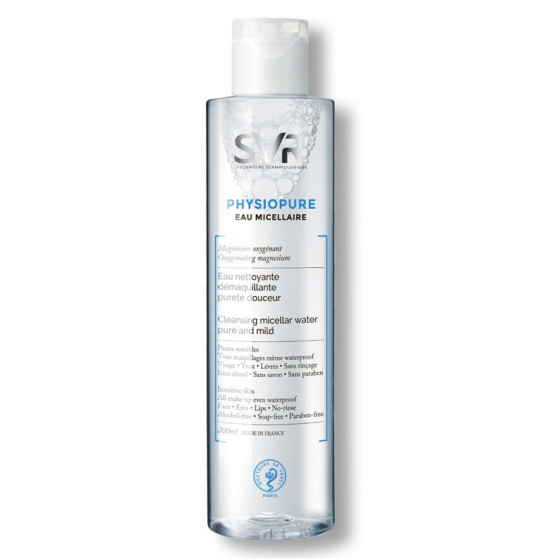 SVR
LABORATOIRE DERMATOLOGIQUE
PHYSIOPURE
EAU MICELLAIRE
Magnésium oxygénant
Oxygenating magnesium
Eau nettoyante
démaquillante
pureté douceur
Cleansing micellar water
pure and mild
Peaux sensibles
Tous maquillages même waterproof
Visage • Yeux • Lèvres • Sans rinçage
Sans alcool • Sans savon • Sans paraben
Sensitive skin
All make-up even waterproof
Face • Eyes • Lips • No-rinse
Alcohol-free • Soap-free • Paraben-free
200ml MADE IN FRANCE
PARIS